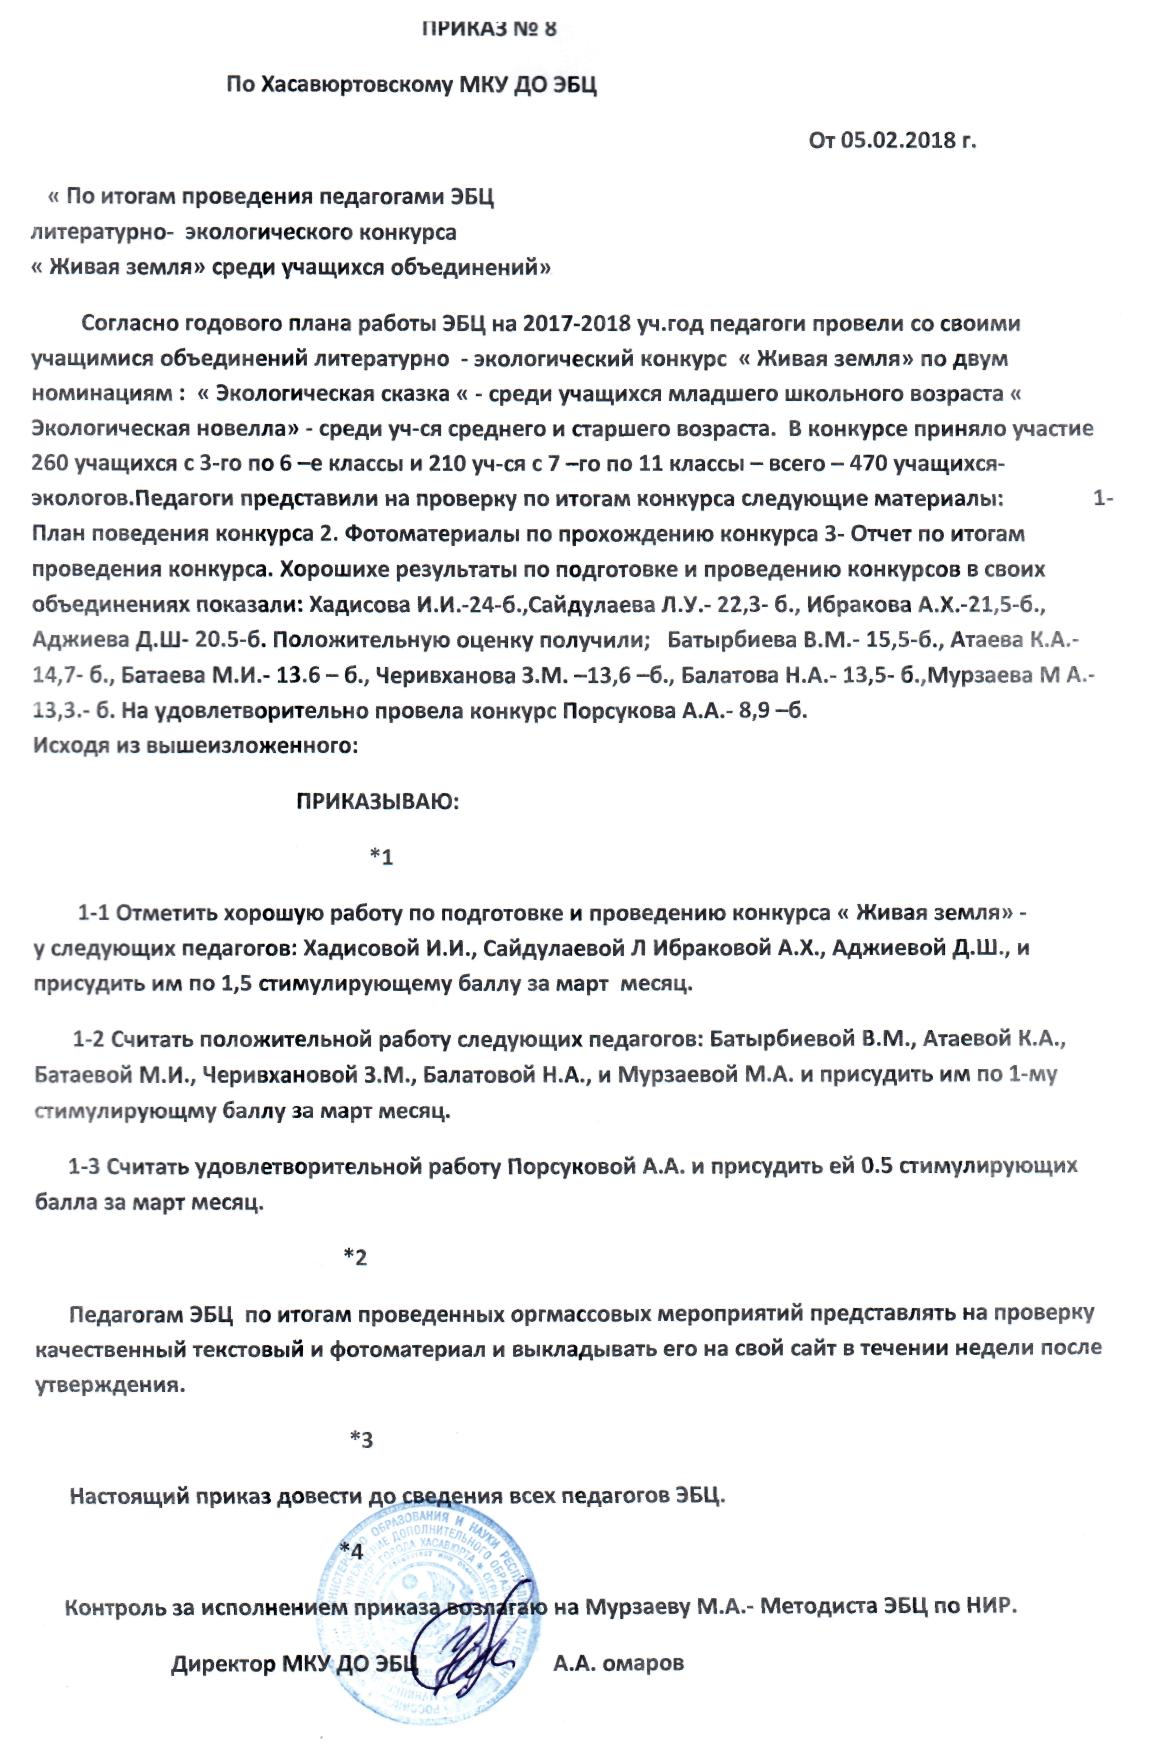 ПРИКАЗ № 8
По Хасавюртовскому МКУ ДО ЭБЦ
От 05.02.2018 г.
« По итогам проведения педагогами ЭБЦ
литературно- экологического конкурса
« Живая земля» среди учащихся объединений»
Согласно годового плана работы ЭБЦ на 2017-2018 уч.год педагоги провели со своими
учащимися объединений литературно - экологический конкурс « Живая земля» по двум
номинациям : « Экологическая сказка « - среди учащихся младшего школьного возраста «
Экологическая новелла» - среди уч-ся среднего и старшего возраста. В конкурсе приняло участие
260 учащихся с 3-го по 6 –е классы и 210 уч-ся с 7 –го по 11 классы – всего – 470 учащихся-
экологов.Педагоги представили на проверку по итогам конкурса следующие материалы: 1-
План поведения конкурса 2. Фотоматериалы по прохождению конкурса 3- Отчет по итогам
проведения конкурса. Хорошихе результаты по подготовке и проведению конкурсов в своих
объединениях показали: Хадисова И.И.-24-б.,Сайдулаева Л.У.- 22,3- б., Ибракова А.Х.-21,5-б.,
Аджиева Д.Ш- 20.5-б. Положительную оценку получили; Батырбиева В.М.- 15,5-б., Атаева К.А.-
14,7- б., Батаева М.И.- 13.6 – б., Черивханова З.М. –13,6 –б., Балатова Н.А.- 13,5- б.,Мурзаева М А.-
13,3.- б. На удовлетворительно провела конкурс Порсукова А.А.- 8,9 –б.
Исходя из вышеизложенного:
ПРИКАЗЫВАЮ:
*1
1-1 Отметить хорошую работу по подготовке и проведению конкурса « Живая земля» -
у следующих педагогов: Хадисовой И.И., Сайдулаевой Л Ибраковой А.Х., Аджиевой Д.Ш., и
присудить им по 1,5 стимулирующему баллу за март месяц.
1-2 Считать положительной работу следующих педагогов: Батырбиевой В.М., Атаевой К.А.,
Батаевой М.И., Черивхановой З.М., Балатовой Н.А., и Мурзаевой М.А. и присудить им по 1-му
стимулирующму баллу за март месяц.
1-3 Считать удовлетворительной работу Порсуковой А.А. и присудить ей 0.5 стимулирующих
балла за март месяц.
*2
Педагогам ЭБЦ по итогам проведенных оргмассовых мероприятий представлять на проверку
качественный текстовый и фотоматериал и выкладывать его на свой сайт в течении недели после
утверждения.
*3
Настоящий приказ довести до сведения всех педагогов ЭБЦ.
*4
Контроль за исполнением приказа возлагаю на Мурзаеву М.А.- Методиста ЭБЦ по НИР.
Директор МКУ ДО ЭБЦ А.А. омаров